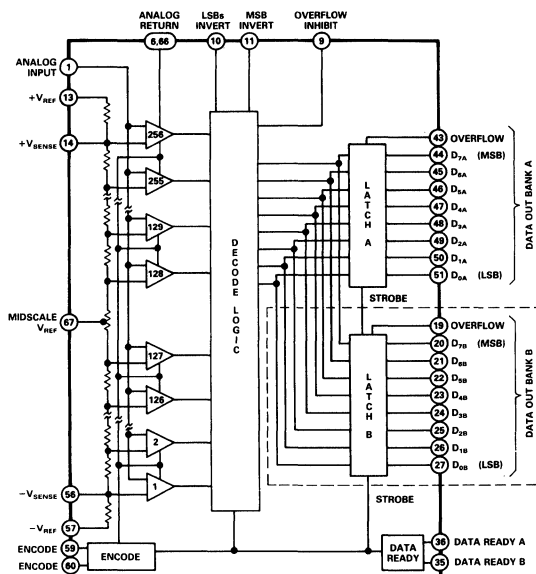 ANALOG RETURN
LSBs INVERT
MSB INVERT
OVERFLOW INHIBIT
6,66
10
11
9
ANALOG INPUT
1
+VREF
13
+VSENSE
14
MIDSCALE VREF
67
−VSENSE
56
−VREF
57
ENCODE
59
ENCODE
60
ENCODE
256
255
129
128
127
126
2
1
DECODE LOGIC
LATCH A
STROBE
LATCH B
STROBE
43 OVERFLOW
44 D7A (MSB)
45 D6A
46 D5A
47 D4A
48 D3A
49 D2A
50 D1A
51 D0A (LSB)
DATA OUT BANK A
19 OVERFLOW
20 D7B (MSB)
21 D6B
22 D5B
23 D4B
24 D3B
25 D2B
26 D1B
27 D0B (LSB)
DATA OUT BANK B
DATA READY
36 DATA READY A
35 DATA READY B